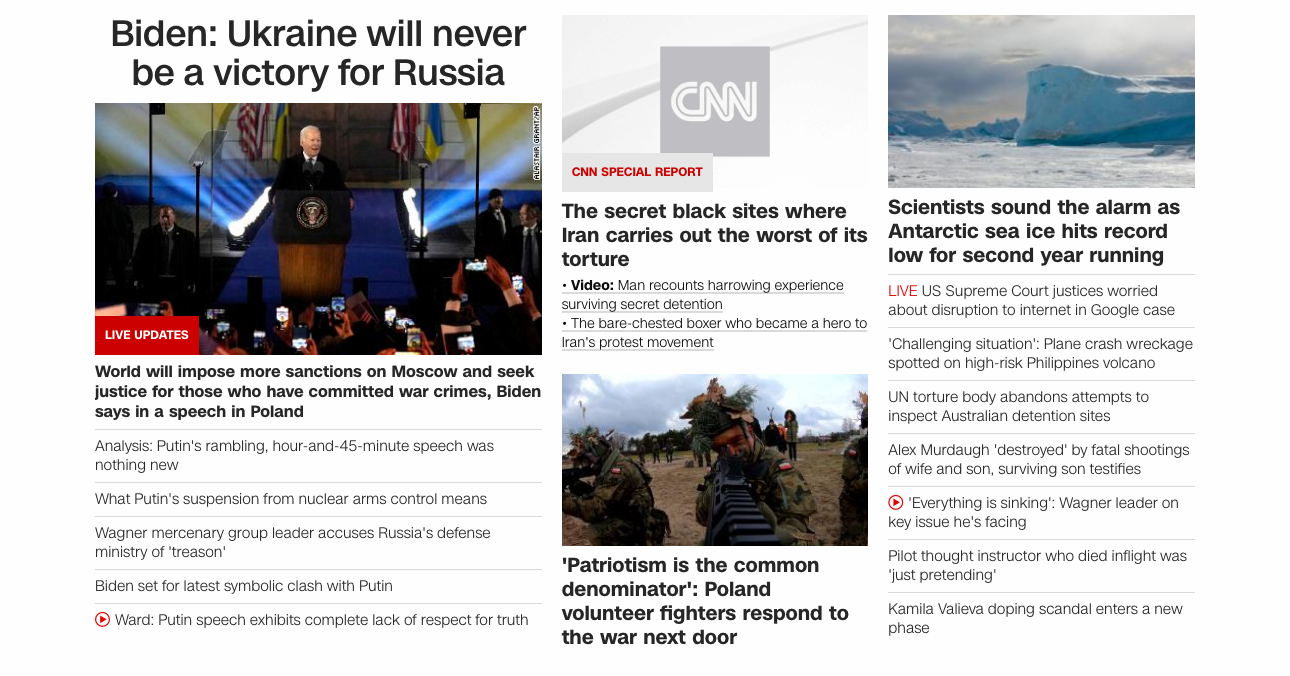 Biden: Ukraine will never
be a victory for Russia
ALASTAIR GRANT/AP
LIVE UPDATES
World will impose more sanctions on Moscow and seek
justice for those who have committed war crimes, Biden
says in a speech in Poland
Analysis: Putin's rambling, hour-and-45-minute speech was
nothing new
What Putin's suspension from nuclear arms control means
Wagner mercenary group leader accuses Russia's defense
ministry of 'treason'
Biden set for latest symbolic clash with Putin
Ward: Putin speech exhibits complete lack of respect for truth
CNN
CNN SPECIAL REPORT
The secret black sites where
Iran carries out the worst of its
torture
• Video: Man recounts harrowing experience
surviving secret detention
• The bare-chested boxer who became a hero to
Iran's protest movement
'Patriotism is the common
denominator': Poland
volunteer fighters respond to
the war next door
Scientists sound the alarm as
Antarctic sea ice hits record
low for second year running
LIVE US Supreme Court justices worried
about disruption to internet in Google case
'Challenging situation': Plane crash wreckage
spotted on high-risk Philippines volcano
UN torture body abandons attempts to
inspect Australian detention sites
Alex Murdaugh 'destroyed' by fatal shootings
of wife and son, surviving son testifies
'Everything is sinking': Wagner leader on
key issue he's facing
Pilot thought instructor who died inflight was
'just pretending'
Kamila Valieva doping scandal enters a new
phase